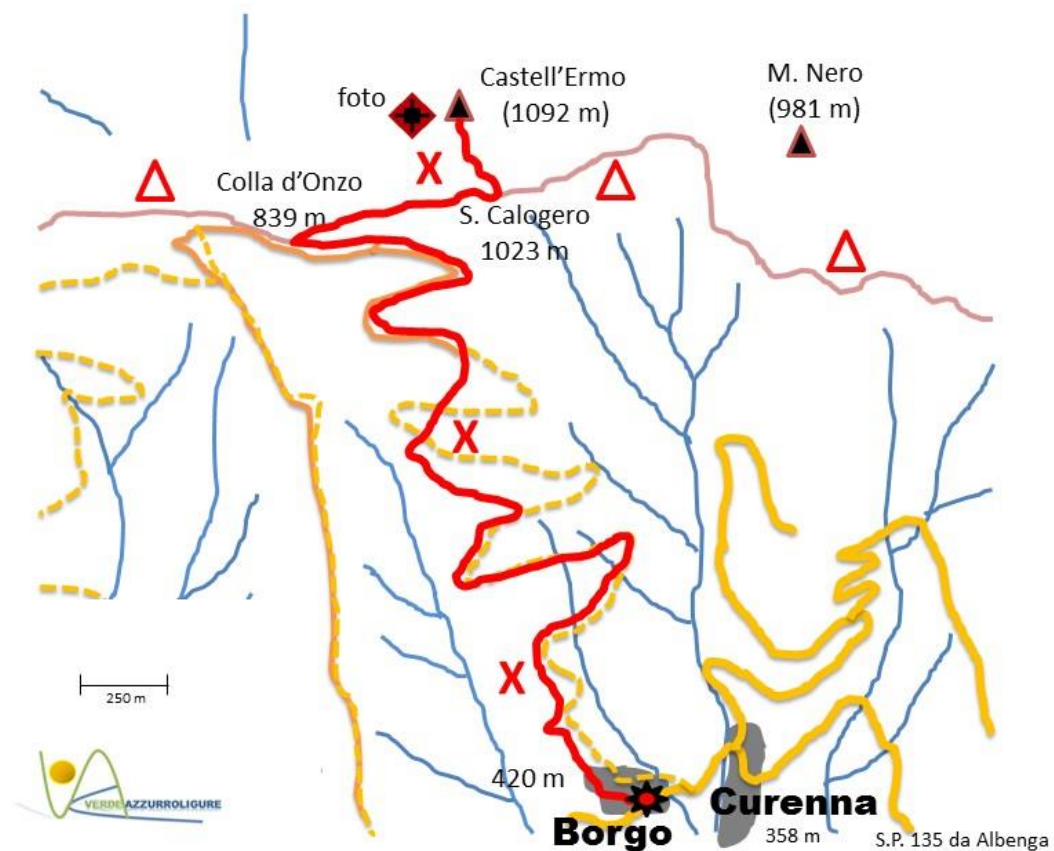 foto
Castell'Ermo
(1092 m)
M. Nero
(981 m)
X
Colla d'Onzo
839 m
S. Calogero
1023 m
X
X
250 m
420 m
VERDEAZZURROLIGURE
Borgo
Curenna
358 m
S.P. 135 da Albenga